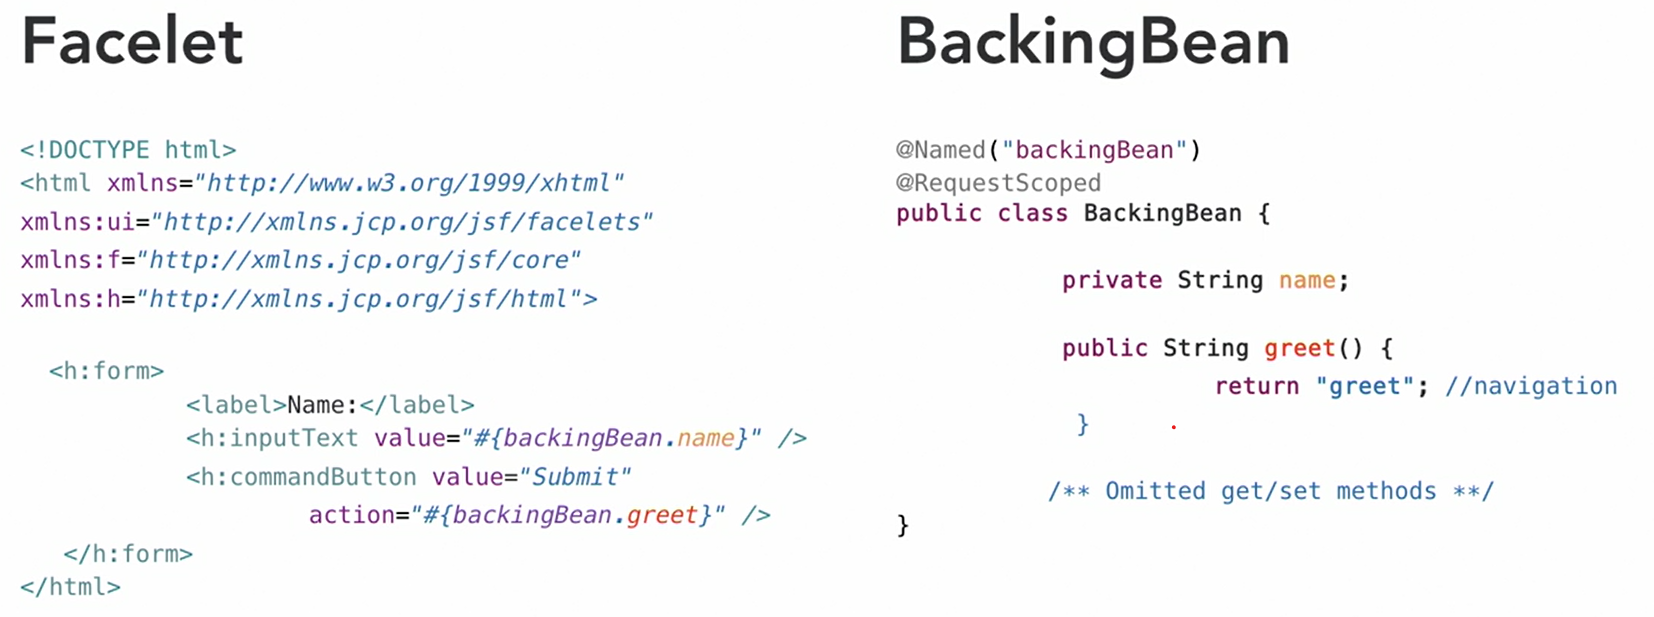 Facelet
<!DOCTYPE html>
<html xmlns="http://www.w3.org/1999/xhtml"
xmlns:ui="http://xmlns.jcp.org/jsf/facelets"
xmlns:f="http://xmlns.jcp.org/jsf/core"
xmlns:h="http://xmlns.jcp.org/jsf/html">
<h:form>
<label>Name:</label>
<h:inputText value="#{backingBean.name}" />
<h:commandButton value="Submit"
action="#{backingBean.greet}" />
</h:form>
</html>
BackingBean
@Named("backingBean")
@RequestScoped
public class BackingBean {
private String name;
public String greet() {
return "greet"; //navigation
}
/** Omitted get/set methods **/
}